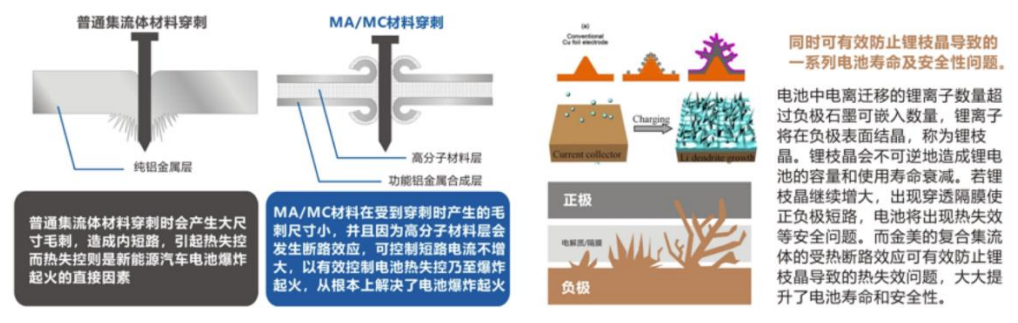 普通集流体材料穿刺
纯铝金属层
普通集流体材料穿刺时会产生大尺
寸毛刺，造成内短路，引起热失控
而热失控则是新能源汽车电池爆炸
起火的直接因素
MA/MC材料穿刺
高分子材料层
功能铝金属合成层
MA/MC材料在受到穿刺时产生的毛
刺尺寸小，并且因为高分子材料层会
发生断路效应，可控制短路电流不增
大，以有效控制电池热失控乃至爆炸
起火，从根本上解决了电池爆炸起火
(a)
Conventional
Cu foil electrode
Charging
Current collector
Li dendrite growth
正极
电解质/隔膜
负极
同时可有效防止锂枝晶导致的
一系列电池寿命及安全性问题。
电池中电离迁移的锂离子数量超
过负极石墨可嵌入数量，锂离子
将在负极表面结晶，称为锂枝
晶。锂枝晶会不可逆地造成锂电
池的容量和使用寿命衰减。若锂
枝晶继续增大，出现穿透隔膜使
正负极短路，电池将出现热失效
等安全问题。而金美的复合集流
体的受热断路效应可有效防止锂
枝晶导致的热失效问题，大大提
升了电池寿命和安全性。